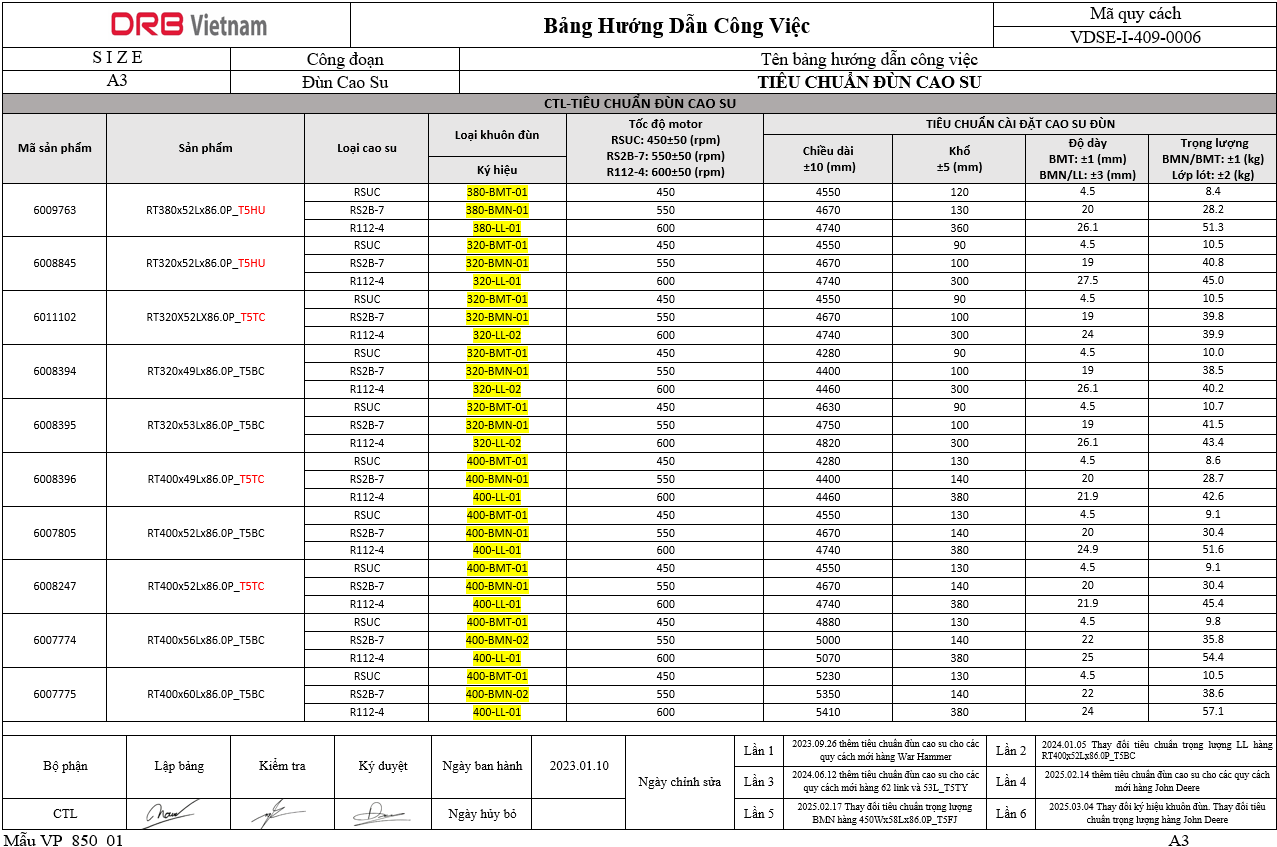 DRB Vietnam
Bảng Hướng Dẫn Công Việc
Mã quy cách
VDSE-I-409-0006
S I Z E
Công đoạn
Tên bảng hướng dẫn công việc
A3
Đùn Cao Su
TIÊU CHUẨN ĐÙN CAO SU
CTL-TIÊU CHUẨN ĐÙN CAO SU
Mã sản phẩm
Sản phẩm
Loại cao su
Loại khuôn đùn
Ký hiệu
Tốc độ motor
RSUC: 450±50 (rpm)
RS2B-7: 550±50 (rpm)
R112-4: 600±50 (rpm)
TIÊU CHUẨN CÀI ĐẶT CAO SU ĐÙN
Chiều dài
±10 (mm)
Khổ
±5 (mm)
Độ dày
BMT: ±1 (mm)
BMN/LL: ±3 (mm)
Trọng lượng
BMN/BMT: ±1 (kg)
Lớp lót: ±2 (kg)
6009763 RT380x52Lx86.0P_T5HU
RSUC 380-BMT-01 450 4550 120 4.5 8.4
RS2B-7 380-BMN-01 550 4670 130 20 28.2
R112-4 380-LL-01 600 4740 360 26.1 51.3
6008845 RT320x52Lx86.0P_T5HU
RSUC 320-BMT-01 450 4550 90 4.5 10.5
RS2B-7 320-BMN-01 550 4670 100 19 40.8
R112-4 320-LL-01 600 4740 300 27.5 45.0
6011102 RT320X52LX86.0P_T5TC
RSUC 320-BMT-01 450 4550 90 4.5 10.5
RS2B-7 320-BMN-01 550 4670 100 19 39.8
R112-4 320-LL-02 600 4740 300 24 39.9
6008394 RT320x49Lx86.0P_T5BC
RSUC 320-BMT-01 450 4280 90 4.5 10.0
RS2B-7 320-BMN-01 550 4400 100 19 38.5
R112-4 320-LL-02 600 4460 300 26.1 40.2
6008395 RT320x53Lx86.0P_T5BC
RSUC 320-BMT-01 450 4630 90 4.5 10.7
RS2B-7 320-BMN-01 550 4750 100 19 41.5
R112-4 320-LL-02 600 4820 300 26.1 43.4
6008396 RT400x49Lx86.0P_T5TC
RSUC 400-BMT-01 450 4280 130 4.5 8.6
RS2B-7 400-BMN-01 550 4400 140 20 28.7
R112-4 400-LL-01 600 4460 380 21.9 42.6
6007805 RT400x52Lx86.0P_T5BC
RSUC 400-BMT-01 450 4550 130 4.5 9.1
RS2B-7 400-BMN-01 550 4670 140 20 30.4
R112-4 400-LL-01 600 4740 380 24.9 51.6
6008247 RT400x52Lx86.0P_T5TC
RSUC 400-BMT-01 450 4550 130 4.5 9.1
RS2B-7 400-BMN-01 550 4670 140 20 30.4
R112-4 400-LL-01 600 4740 380 21.9 45.4
6007774 RT400x56Lx86.0P_T5BC
RSUC 400-BMT-01 450 4880 130 4.5 9.8
RS2B-7 400-BMN-02 550 5000 140 22 35.8
R112-4 400-LL-01 600 5070 380 25 54.4
6007775 RT400x60Lx86.0P_T5BC
RSUC 400-BMT-01 450 5230 130 4.5 10.5
RS2B-7 400-BMN-02 550 5350 140 22 38.6
R112-4 400-LL-01 600 5410 380 24 57.1
Bộ phận
Lập bảng
Kiểm tra
Ký duyệt
Ngày ban hành
2023.01.10
Ngày chỉnh sửa
Lần 1
2023.09.26 thêm tiêu chuẩn đùn cao su cho các
quy cách mới hàng War Hammer
Lần 2
2024.01.05 Thay đổi tiêu chuẩn trọng lượng LL hàng
RT400x52Lx86.0P_T5BC
Lần 3
2024.06.12 thêm tiêu chuẩn đùn cao su cho các
quy cách mới hàng 62 link và 53L_T5TY
Lần 4
2025.02.14 thêm tiêu chuẩn đùn cao su cho các quy cách
mới hàng John Deere
CTL
Ngày hủy bỏ
Lần 5
2025.02.17 Thay đổi tiêu chuẩn trọng lượng
BMN hàng 450Wx58Lx86.0P_T5FJ
Lần 6
2025.03.04 Thay đổi ký hiệu khuôn đùn. Thay đổi tiêu
chuẩn trọng lượng hàng John Deere
Mẫu VP_850_01
A3